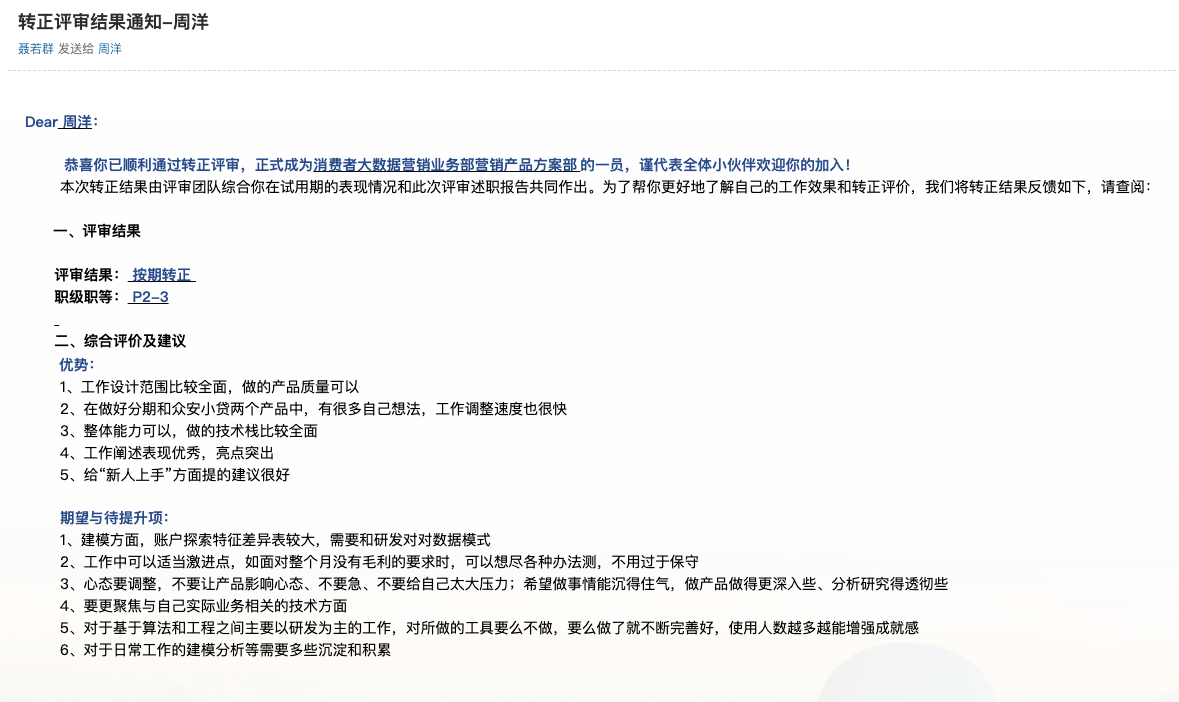 转正评审结果通知-周洋
聂若群 发送给 周洋
Dear 周洋：
恭喜你已顺利通过转正评审，正式成为消费者大数据营销业务部营销产品方案部 的一员，谨代表全体小伙伴欢迎你的加入！
本次转正结果由评审团队综合你在试用期的表现情况和此次评审述职报告共同作出。为了帮你更好地了解自己的工作效果和转正评价，我们将转正结果反馈如下，请查阅：
一、评审结果
评审结果： 按期转正
职级职等： P2-3
二、综合评价及建议
优势：
1、工作设计范围比较全面，做的产品质量可以
2、在做好分期和众安小贷两个产品中，有很多自己想法，工作调整速度也很快
3、整体能力可以，做的技术栈比较全面
4、工作阐述表现优秀，亮点突出
5、给“新人上手”方面提的建议很好
期望与待提升项：
1、建模方面，账户探索特征差异表较大，需要和研发对对数据模式
2、工作中可以适当激进点，如面对整个月没有毛利的要求时，可以想尽各种办法测，不用过于保守
3、心态要调整，不要让产品影响心态、不要急、不要给自己太大压力；希望做事情能沉得住气，做产品做得更深入些、分析研究得透彻些
4、要更聚焦与自己实际业务相关的技术方面
5、对于基于算法和工程之间主要以研发为主的工作，对所做的工具要么不做，要么做了就不断完善好，使用人数越多越能增强成就感
6、对于日常工作的建模分析等需要多些沉淀和积累